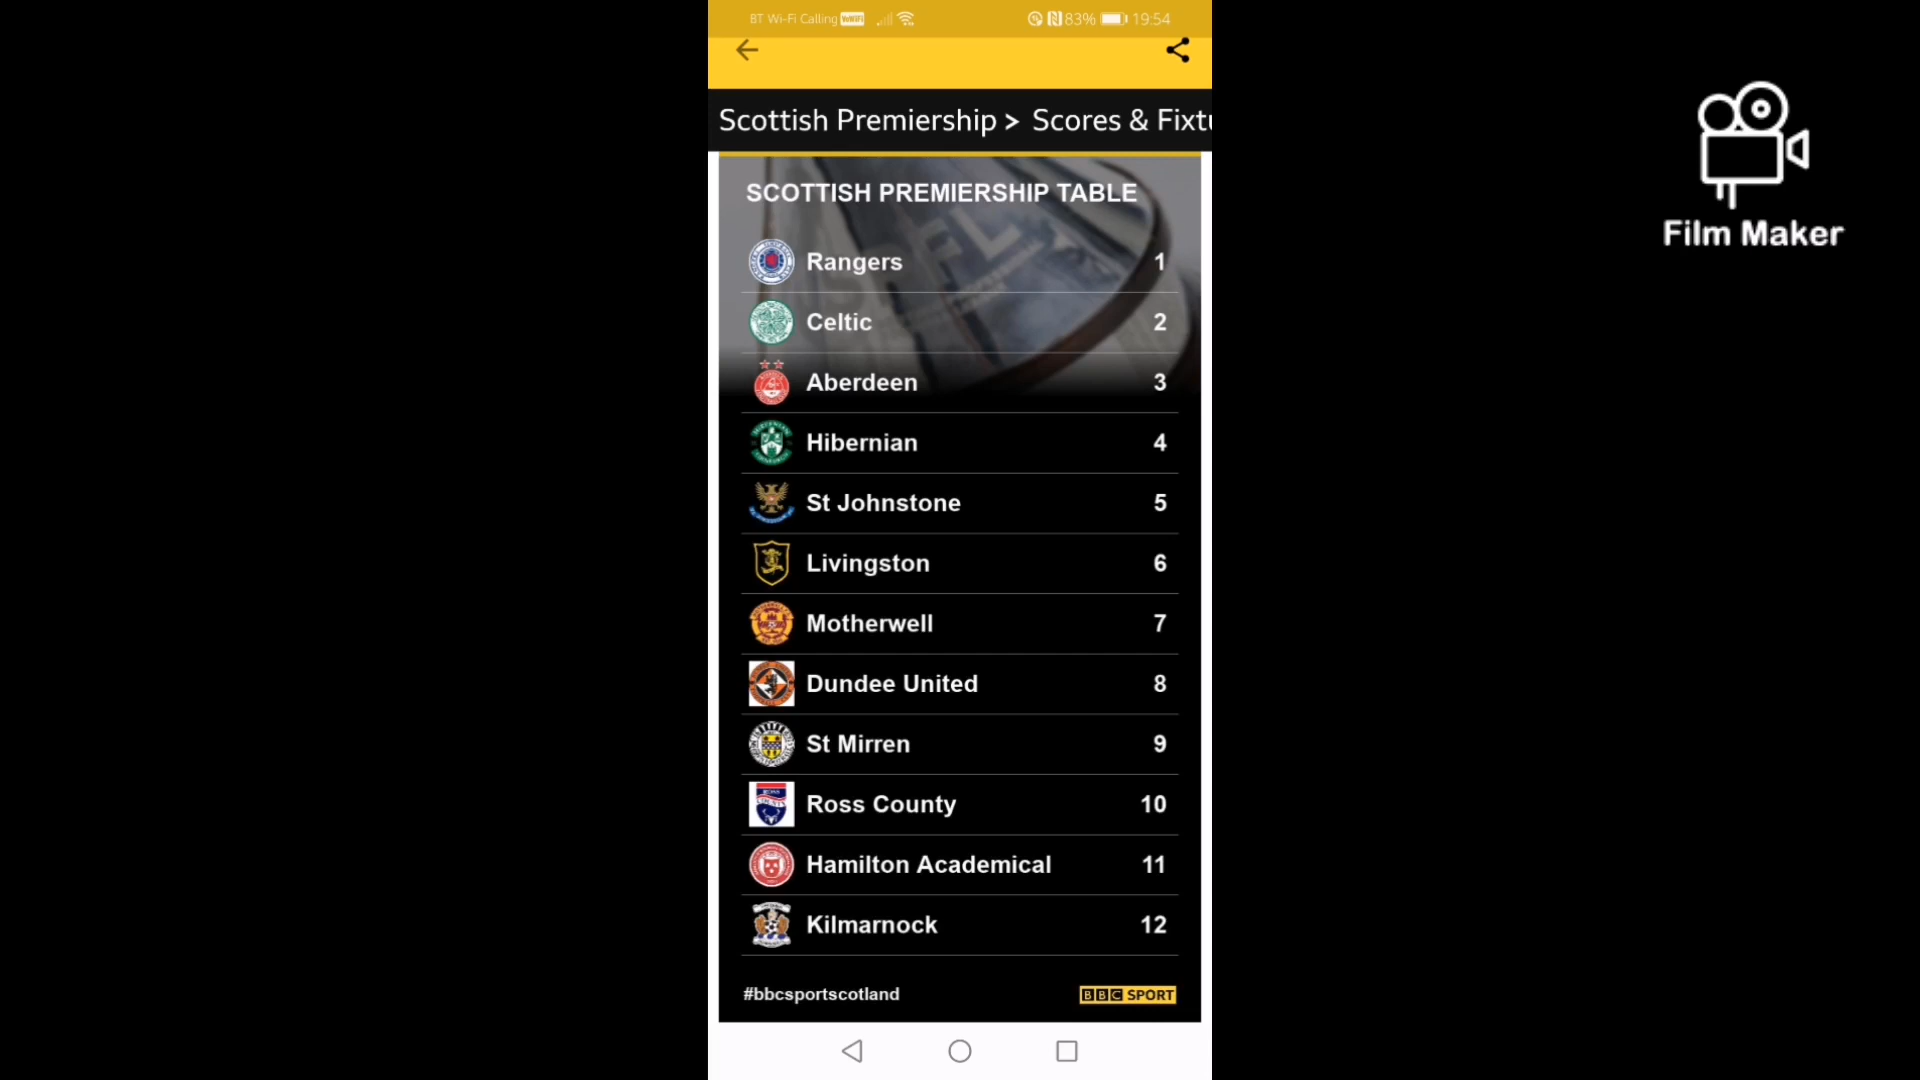 BT Wi-Fi Calling VoWiFi 83% 19:54
Scottish Premiership > Scores & Fixtu
SCOTTISH PREMIERSHIP TABLE
Rangers 1
Celtic 2
Aberdeen 3
Hibernian 4
St Johnstone 5
Livingston 6
Motherwell 7
Dundee United 8
St Mirren 9
Ross County 10
Hamilton Academical 11
Kilmarnock 12
#bbcsportscotland BBC SPORT
Film Maker